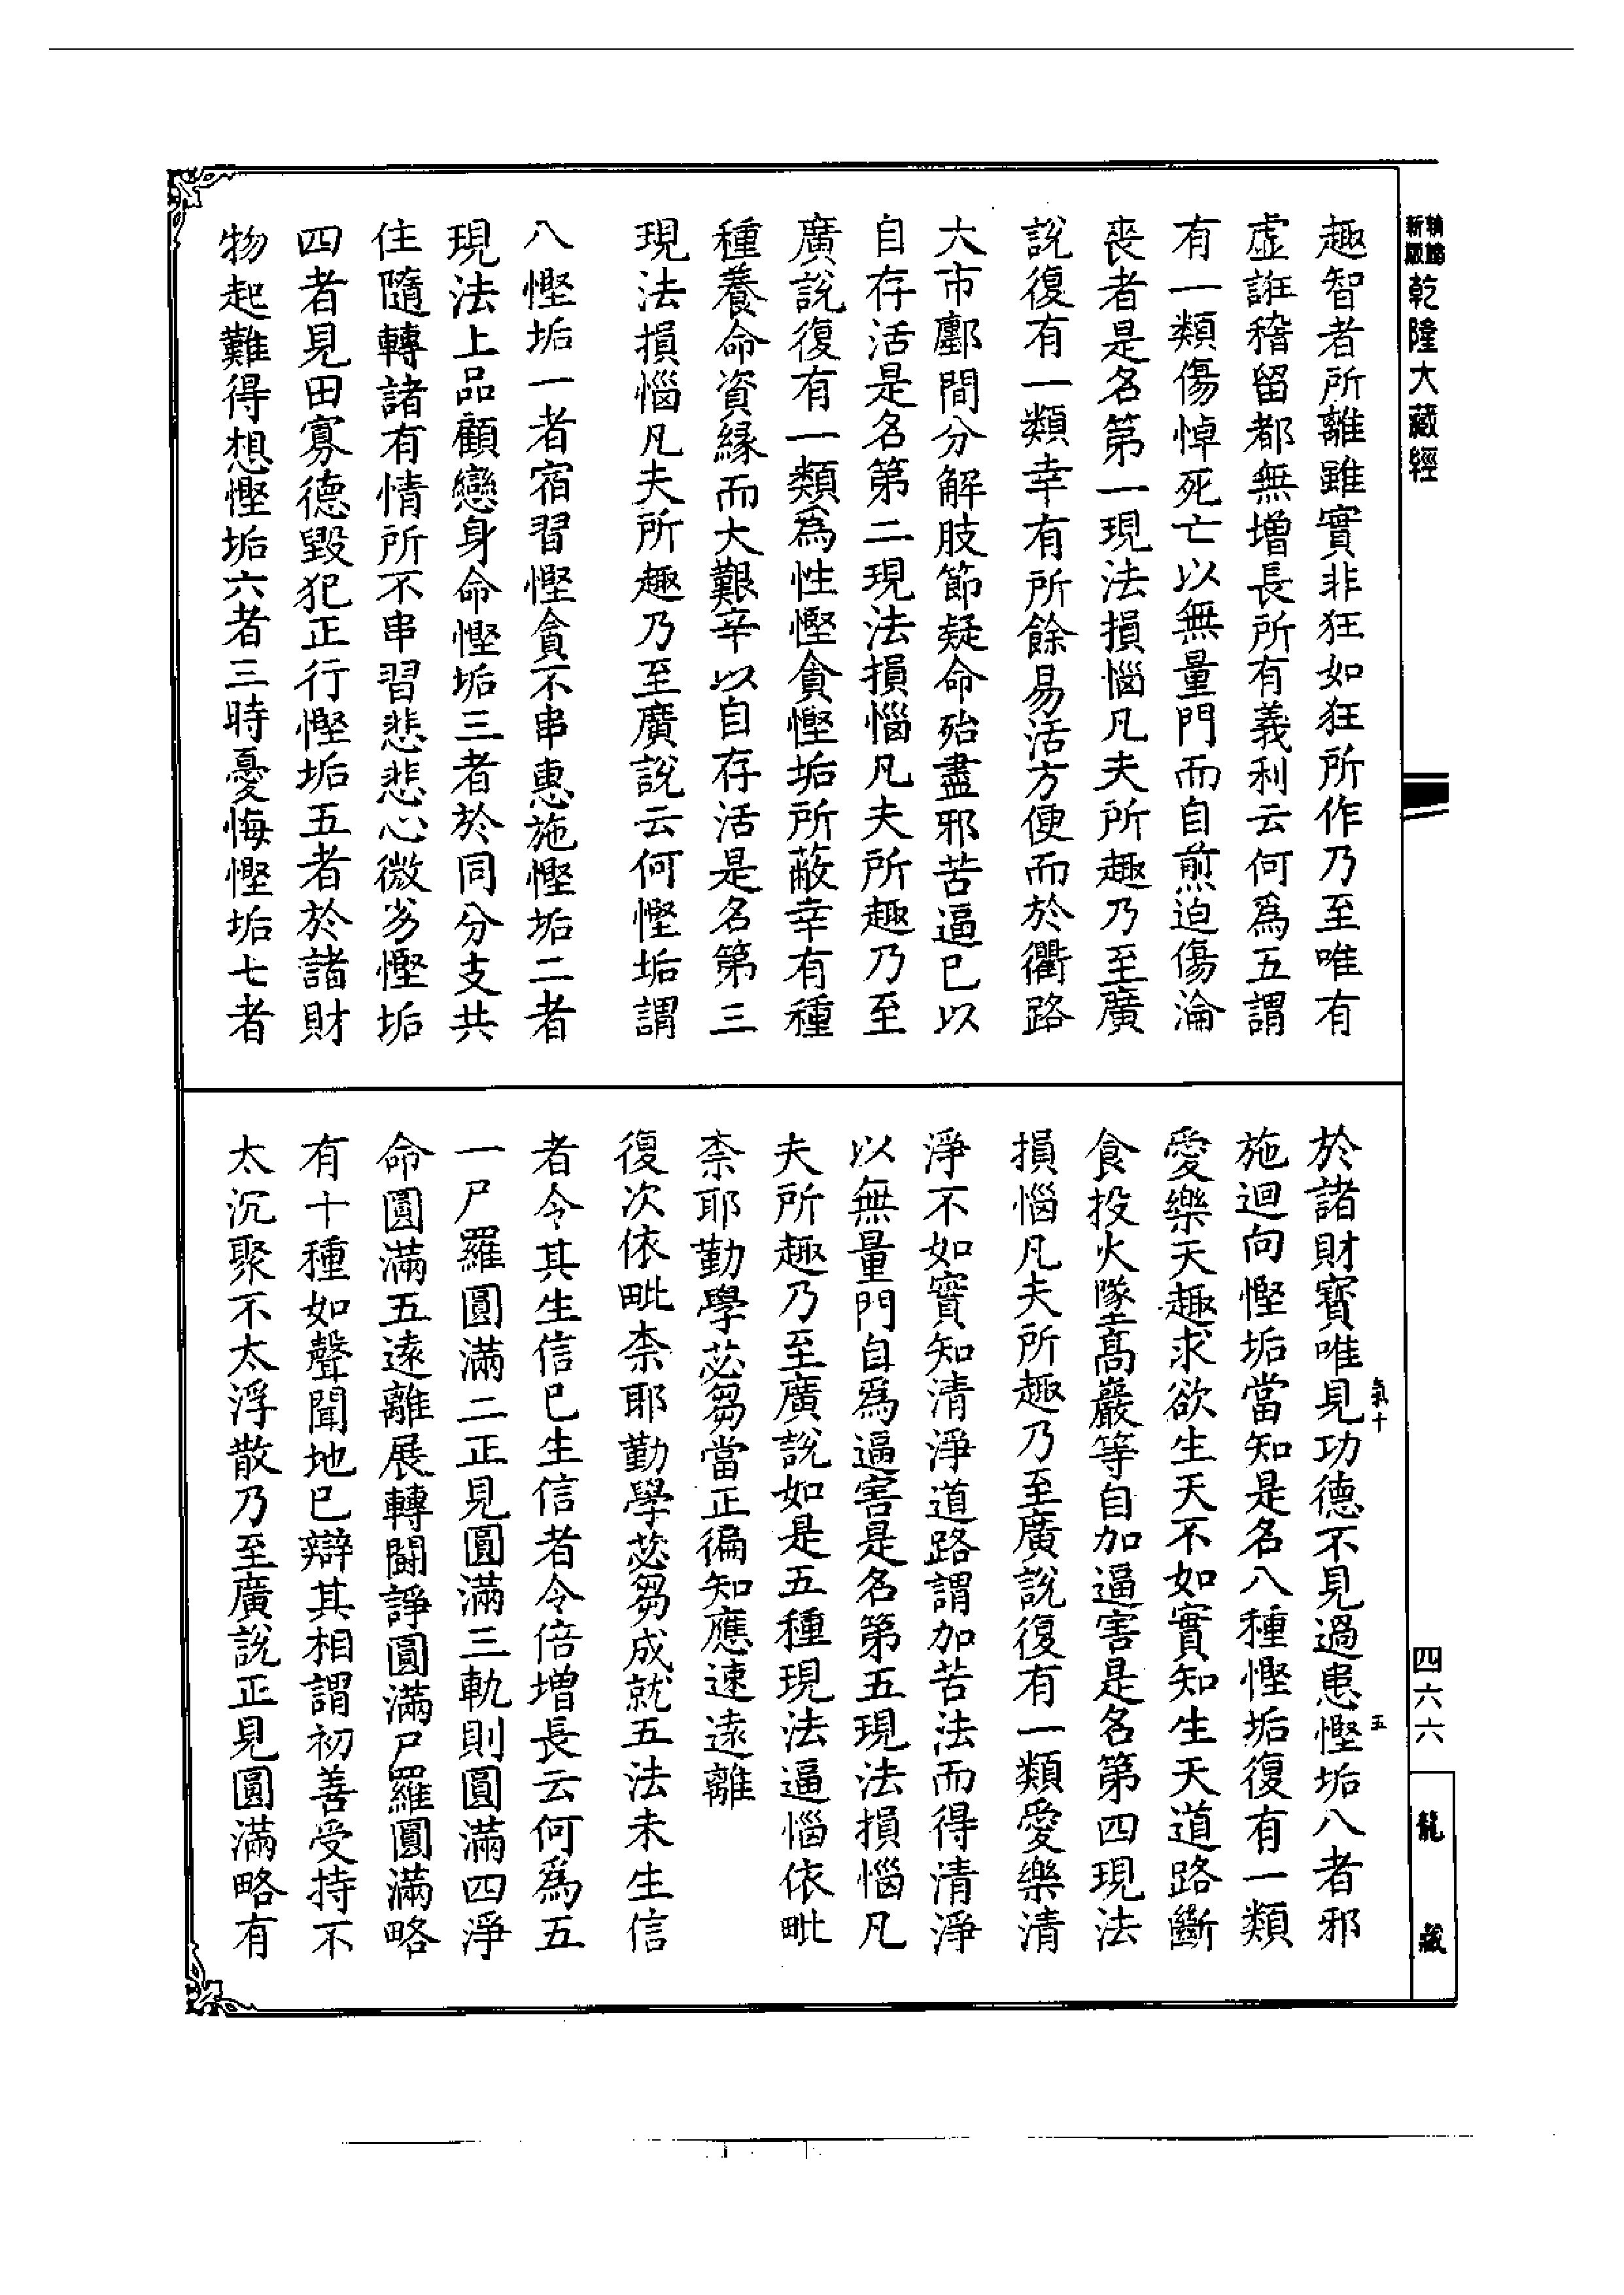 新版
乾隆大藏經
趣智者所離雖實非狂如狂所作乃至唯有
虛誑稽留都無增長所有義利云何爲五謂
有一類傷悼死亡以無量門而自煎迫傷淪
喪者是名第一現法損惱凡夫所趣乃至廣
說復有一類幸有所餘易活方便而於衢路
大市鄽間分解肢節疑命殆盡邪苦逼已以
自存活是名第二現法損惱凡夫所趣乃至
廣說復有一類爲性慳貪慳垢所蔽幸有種
種養命資緣而大艱辛以自存活是名第三
現法損惱凡夫所趣乃至廣說云何慳垢謂
八慳垢一者宿習慳貪不串惠施慳垢二者
現法上品顧戀身命慳垢三者於同分支共
住隨轉諸有情所不串習悲悲心微劣慳垢
四者見田寡德毀犯正行慳垢五者於諸財
物起難得想慳垢六者三時憂悔慳垢七者
於諸財寶唯見功德不見過患慳垢八者邪
施迴向慳垢當知是名八種慳垢復有一類
愛樂天趣求欲生天不如實知生天道路斷
食投火墜高巖等自加逼害是名第四現法
損惱凡夫所趣乃至廣說復有一類愛樂清
淨不如實知清淨道路謂加苦法而得清淨
以無量門自爲逼害是名第五現法損惱凡
夫所趣乃至廣說如是五種現法逼惱依毗
柰耶勤學苾芻當正徧知應速遠離
復次依毗柰耶勤學苾芻成就五法未生信
者令其生信已生信者令倍增長云何爲五
一尸羅圓滿二正見圓滿三軌則圓滿四淨
命圓滿五遠離展轉鬭諍圓滿尸羅圓滿略
有十種如聲聞地已辯其相謂初善受持不
太沉聚不太浮散乃至廣說正見圓滿略有
氣十
五
四六六
龍藏